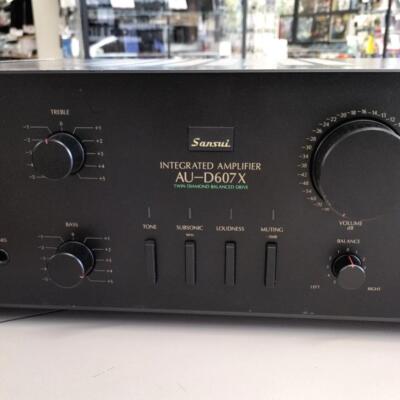 TREBLE
Sansui
INTEGRATED AMPLIFIER
AU-D607X
TWIN DIAMOND BALANCED DRIVE
VOLUME
dB
BASS
TONE
SUBSONIC
LOUDNESS
MUTING
BALANCE
LEFT
RIGHT